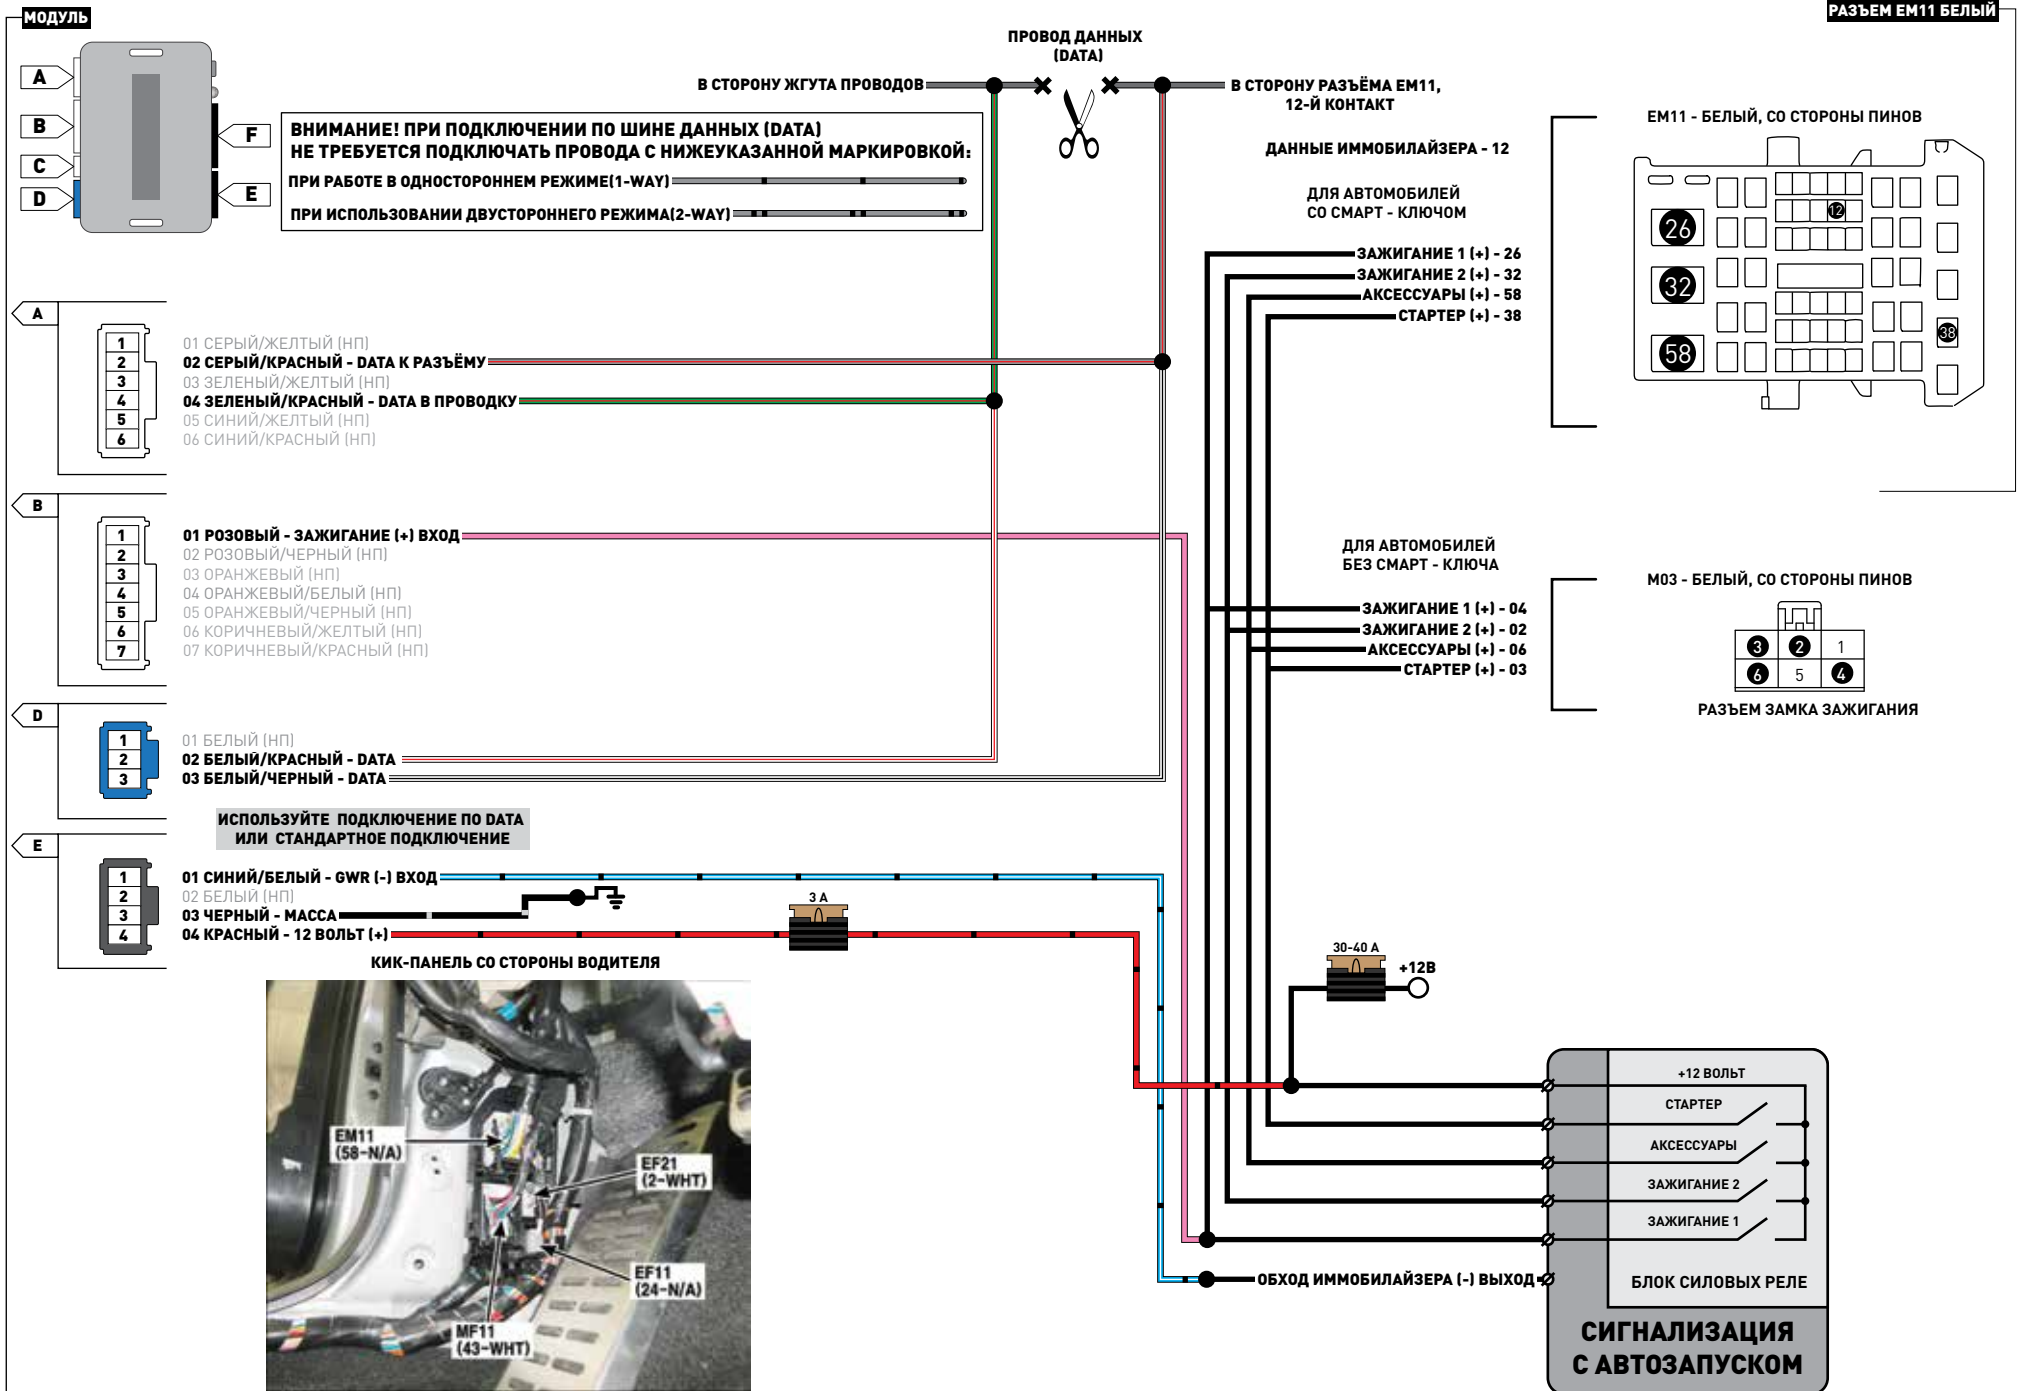 МОДУЛЬ
РАЗЪЕМ EM11 БЕЛЫЙ
A
B
C
D
F
E
ПРОВОД ДАННЫХ
(DATA)
В СТОРОНУ ЖГУТА ПРОВОДОВ
В СТОРОНУ РАЗЪЁМА EM11,
12-Й КОНТАКТ
ВНИМАНИЕ! ПРИ ПОДКЛЮЧЕНИИ ПО ШИНЕ ДАННЫХ (DATA)
НЕ ТРЕБУЕТСЯ ПОДКЛЮЧАТЬ ПРОВОДА С НИЖЕУКАЗАННОЙ МАРКИРОВКОЙ:
ПРИ РАБОТЕ В ОДНОСТОРОННЕМ РЕЖИМЕ(1-WAY)
ПРИ ИСПОЛЬЗОВАНИИ ДВУСТОРОННЕГО РЕЖИМА(2-WAY)
ДАННЫЕ ИММОБИЛАЙЗЕРА - 12
ДЛЯ АВТОМОБИЛЕЙ
СО СМАРТ - КЛЮЧОМ
ЗАЖИГАНИЕ 1 (+) - 26
ЗАЖИГАНИЕ 2 (+) - 32
АКСЕССУАРЫ (+) - 58
СТАРТЕР (+) - 38
EM11 - БЕЛЫЙ, СО СТОРОНЫ ПИНОВ
12
26
32
38
58
A
1
2
3
4
5
6
01 СЕРЫЙ/ЖЕЛТЫЙ (НП)
02 СЕРЫЙ/КРАСНЫЙ - DATA К РАЗЪЁМУ
03 ЗЕЛЕНЫЙ/ЖЕЛТЫЙ (НП)
04 ЗЕЛЕНЫЙ/КРАСНЫЙ - DATA В ПРОВОДКУ
05 СИНИЙ/ЖЕЛТЫЙ (НП)
06 СИНИЙ/КРАСНЫЙ (НП)
B
1
2
3
4
5
6
7
01 РОЗОВЫЙ - ЗАЖИГАНИЕ (+) ВХОД
02 РОЗОВЫЙ/ЧЕРНЫЙ (НП)
03 ОРАНЖЕВЫЙ (НП)
04 ОРАНЖЕВЫЙ/БЕЛЫЙ (НП)
05 ОРАНЖЕВЫЙ/ЧЕРНЫЙ (НП)
06 КОРИЧНЕВЫЙ/ЖЕЛТЫЙ (НП)
07 КОРИЧНЕВЫЙ/КРАСНЫЙ (НП)
ДЛЯ АВТОМОБИЛЕЙ
БЕЗ СМАРТ - КЛЮЧА
ЗАЖИГАНИЕ 1 (+) - 04
ЗАЖИГАНИЕ 2 (+) - 02
АКСЕССУАРЫ (+) - 06
СТАРТЕР (+) - 03
M03 - БЕЛЫЙ, СО СТОРОНЫ ПИНОВ
3 2 1
6 5 4
РАЗЪЕМ ЗАМКА ЗАЖИГАНИЯ
D
1
2
3
01 БЕЛЫЙ (НП)
02 БЕЛЫЙ/КРАСНЫЙ - DATA
03 БЕЛЫЙ/ЧЕРНЫЙ - DATA
ИСПОЛЬЗУЙТЕ ПОДКЛЮЧЕНИЕ ПО DATA
ИЛИ СТАНДАРТНОЕ ПОДКЛЮЧЕНИЕ
E
1
2
3
4
01 СИНИЙ/БЕЛЫЙ - GWR (-) ВХОД
02 БЕЛЫЙ (НП)
03 ЧЕРНЫЙ - МАССА
04 КРАСНЫЙ - 12 ВОЛЬТ (+)
3 А
КИК-ПАНЕЛЬ СО СТОРОНЫ ВОДИТЕЛЯ
EM11
(58-N/A)
EF21
(2-WHT)
EF11
(24-N/A)
MF11
(43-WHT)
30-40 А
+12В
+12 ВОЛЬТ
СТАРТЕР
АКСЕССУАРЫ
ЗАЖИГАНИЕ 2
ЗАЖИГАНИЕ 1
ОБХОД ИММОБИЛАЙЗЕРА (-) ВЫХОД
БЛОК СИЛОВЫХ РЕЛЕ
СИГНАЛИЗАЦИЯ
С АВТОЗАПУСКОМ